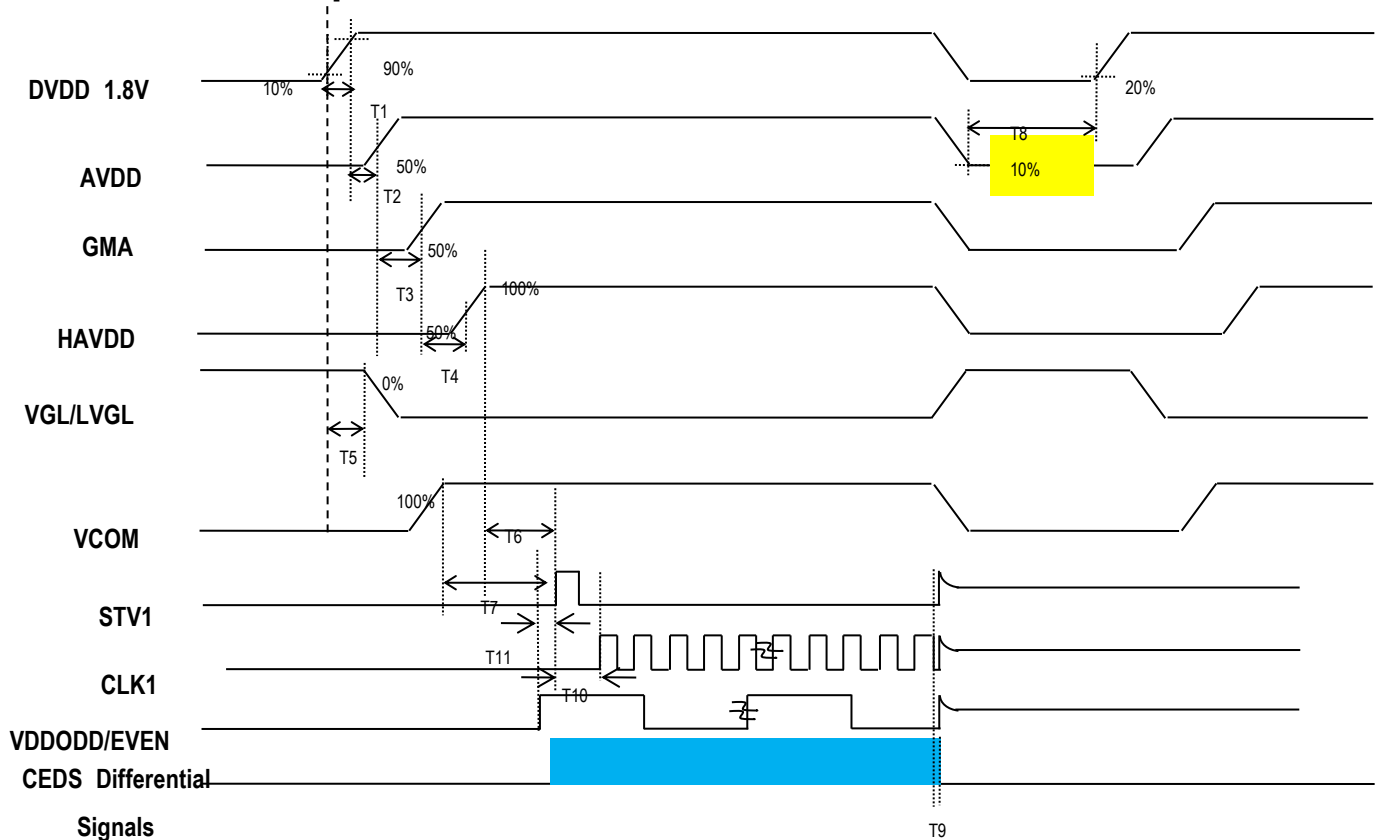 90%
DVDD 1.8V
10%
20%
T1
T8
50%
10%
AVDD
T2
GMA
50%
T3
100%
HAVDD
50%
T4
0%
VGL/LVGL
T5
100%
VCOM
T6
STV1
T7
T11
CLK1
T10
VDDODD/EVEN
CEDS Differential
Signals
T9